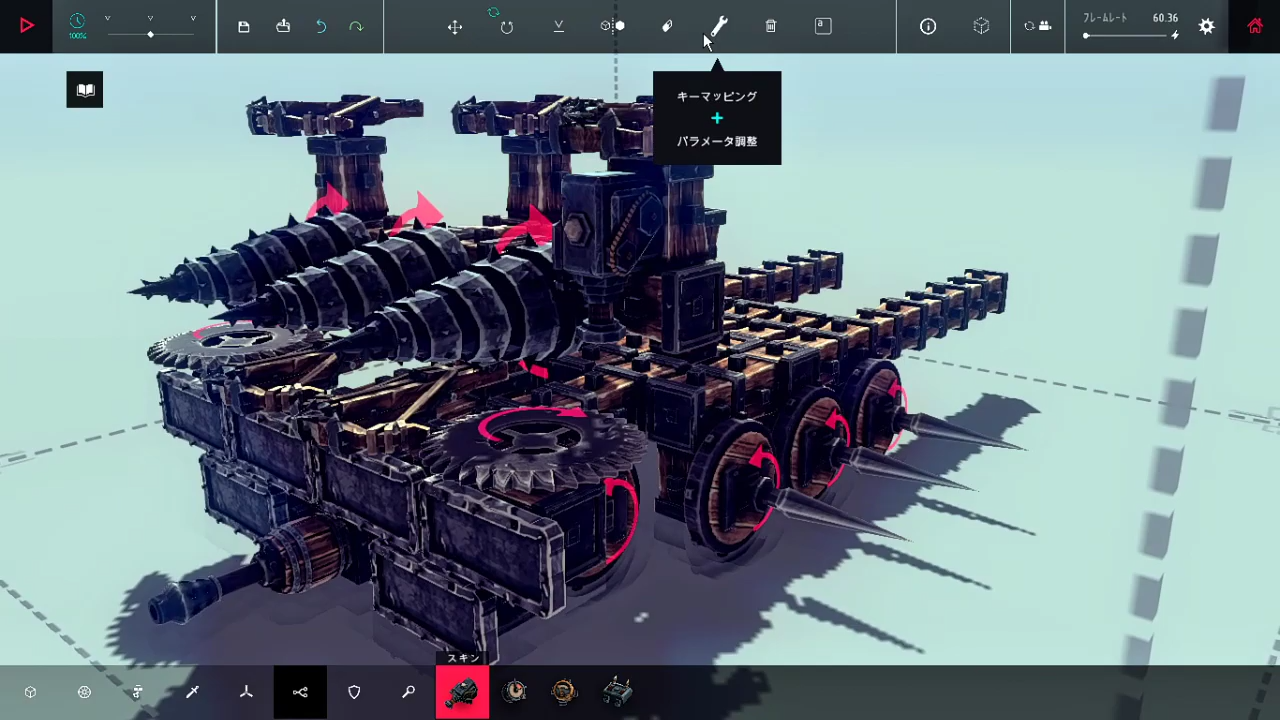 100%
a
フレームレート
60.36
キーマッピング
+
パラメータ調整
スキン